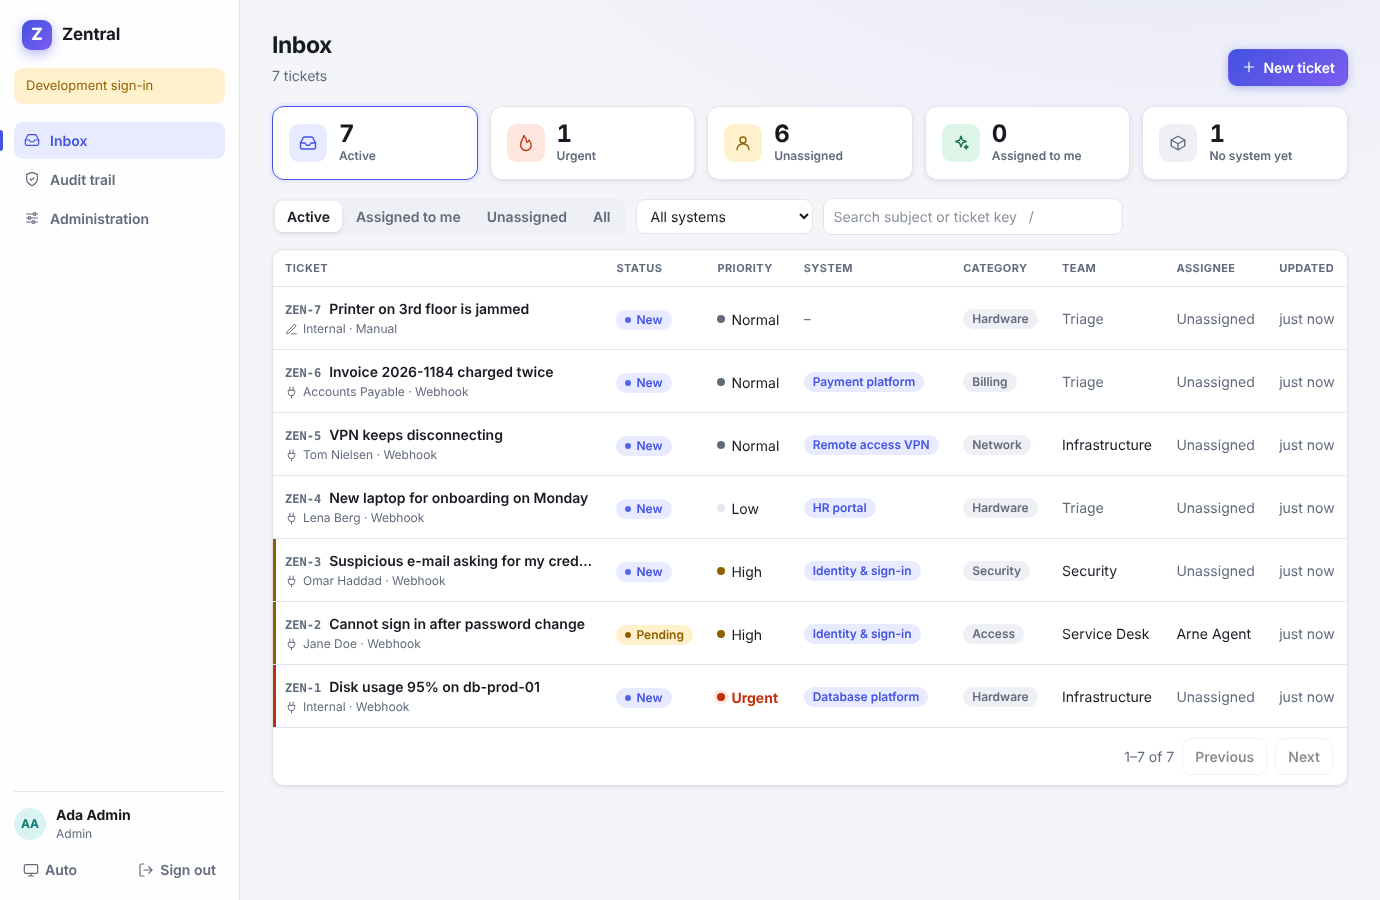 Z Zentral
Development sign-in
Inbox
Audit trail
Administration
AA
Ada Admin
Admin
Auto
Sign out
Inbox
7 tickets
New ticket
7
Active
1
Urgent
6
Unassigned
0
Assigned to me
1
No system yet
Active Assigned to me Unassigned All
All systems
Search subject or ticket key /
TICKET STATUS PRIORITY SYSTEM CATEGORY TEAM ASSIGNEE UPDATED
ZEN-7 Printer on 3rd floor is jammed
Internal · Manual
New Normal – Hardware Triage Unassigned just now
ZEN-6 Invoice 2026-1184 charged twice
Accounts Payable · Webhook
New Normal Payment platform Billing Triage Unassigned just now
ZEN-5 VPN keeps disconnecting
Tom Nielsen · Webhook
New Normal Remote access VPN Network Infrastructure Unassigned just now
ZEN-4 New laptop for onboarding on Monday
Lena Berg · Webhook
New Low HR portal Hardware Triage Unassigned just now
ZEN-3 Suspicious e-mail asking for my cred…
Omar Haddad · Webhook
New High Identity & sign-in Security Security Unassigned just now
ZEN-2 Cannot sign in after password change
Jane Doe · Webhook
Pending High Identity & sign-in Access Service Desk Arne Agent just now
ZEN-1 Disk usage 95% on db-prod-01
Internal · Webhook
New Urgent Database platform Hardware Infrastructure Unassigned just now
1–7 of 7 Previous Next